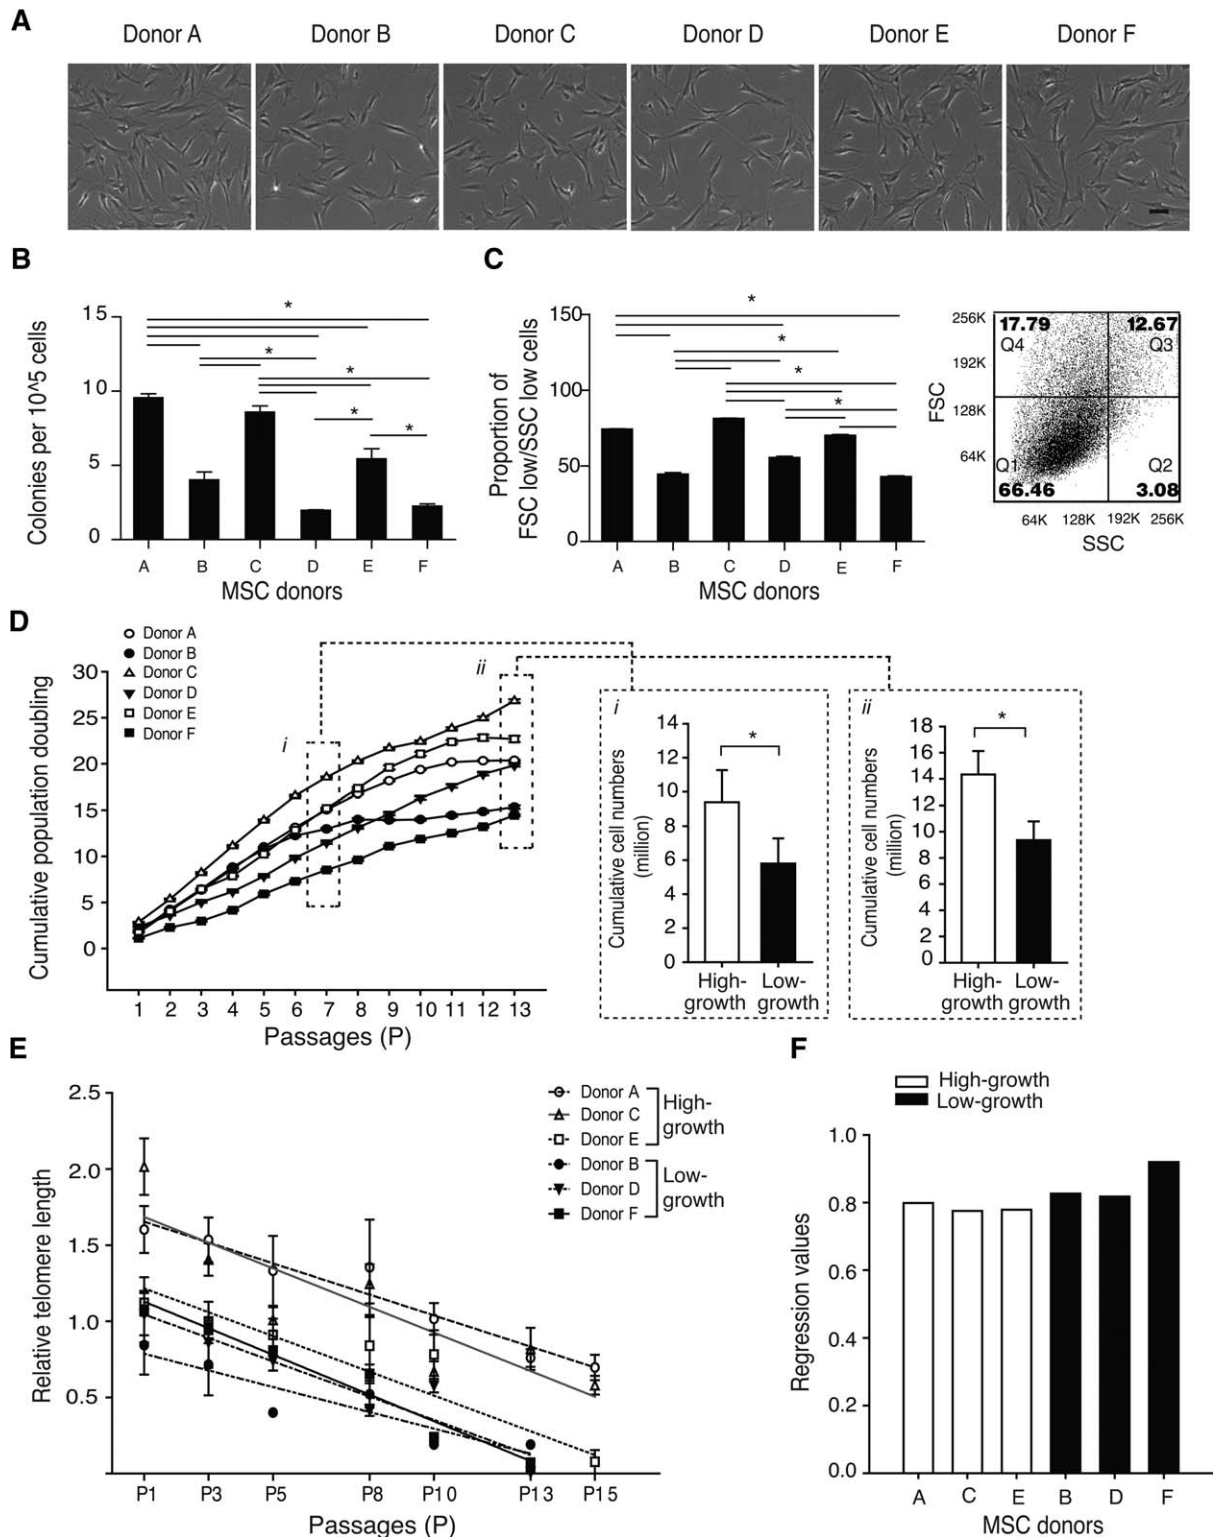 A
Donor A Donor B Donor C Donor D Donor E Donor F
B
Colonies per 10^5 cells
15
10
5
0
*
*
*
*
*
A B C D E F
MSC donors
C
Proportion of
FSC low/SSC low cells
150
100
50
0
*
*
*
*
A B C D E F
MSC donors
FSC
256K
192K
128K
64K
17.79 12.67
Q4 Q3
Q1 Q2
66.46 3.08
64K 128K 192K 256K
SSC
D
Donor A
Donor B
Donor C
Donor D
Donor E
Donor F
Cumulative population doubling
30
25
20
15
10
0
i
ii
1 2 3 4 5 6 7 8 9 10 11 12 13
Passages (P)
i
Cumulative cell numbers
(million)
14
12
10
8
6
4
2
0
*
High-
growth
Low-
growth
ii
Cumulative cell numbers
(million)
18
16
14
12
10
8
6
4
2
0
*
High-
growth
Low-
growth
E
Relative telomere length
2.5
2.0
1.5
1.0
0.5
Donor A
Donor C
Donor E
High-
growth
Donor B
Donor D
Donor F
Low-
growth
P1 P3 P5 P8 P10 P13 P15
Passages (P)
F
High-growth
Low-growth
Regression values
1.0
0.8
0.6
0.4
0.2
0.0
A C E B D F
MSC donors